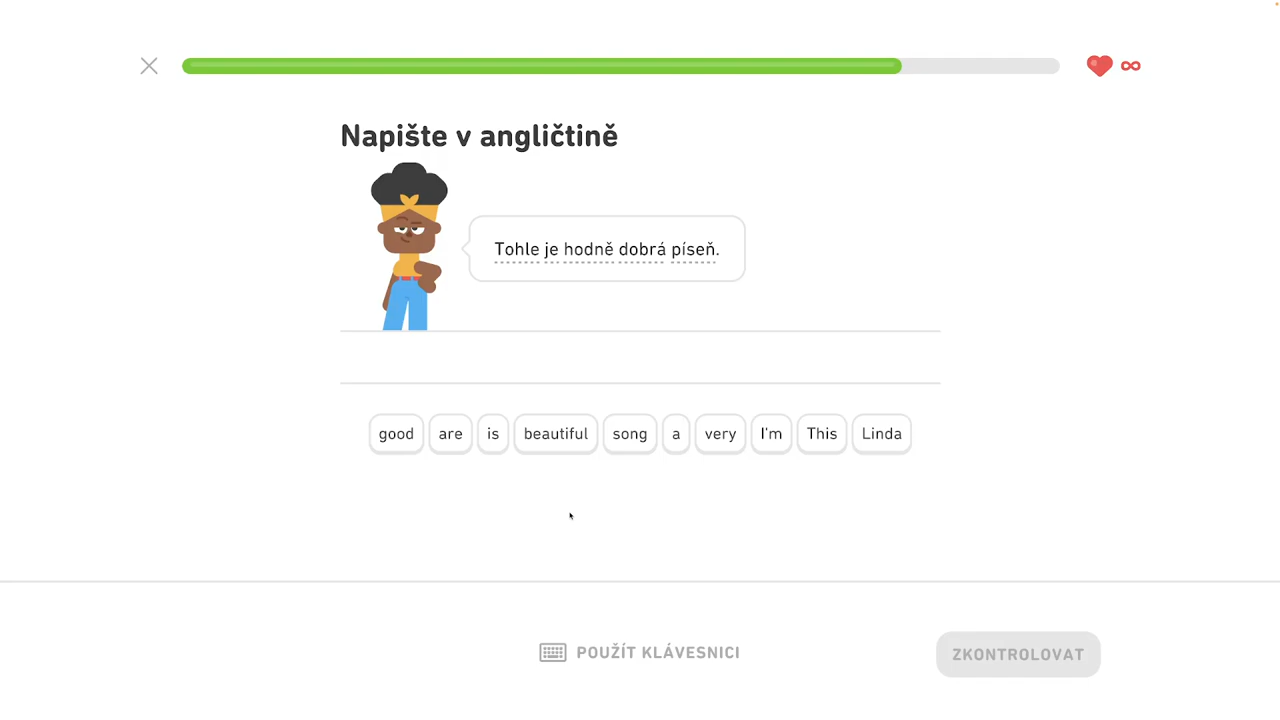 Napište v angličtině
Tohle je hodně dobrá píseň.
good are is beautiful song a very I'm This Linda
POUŽÍT KLÁVESNICI
ZKONTROLOVAT